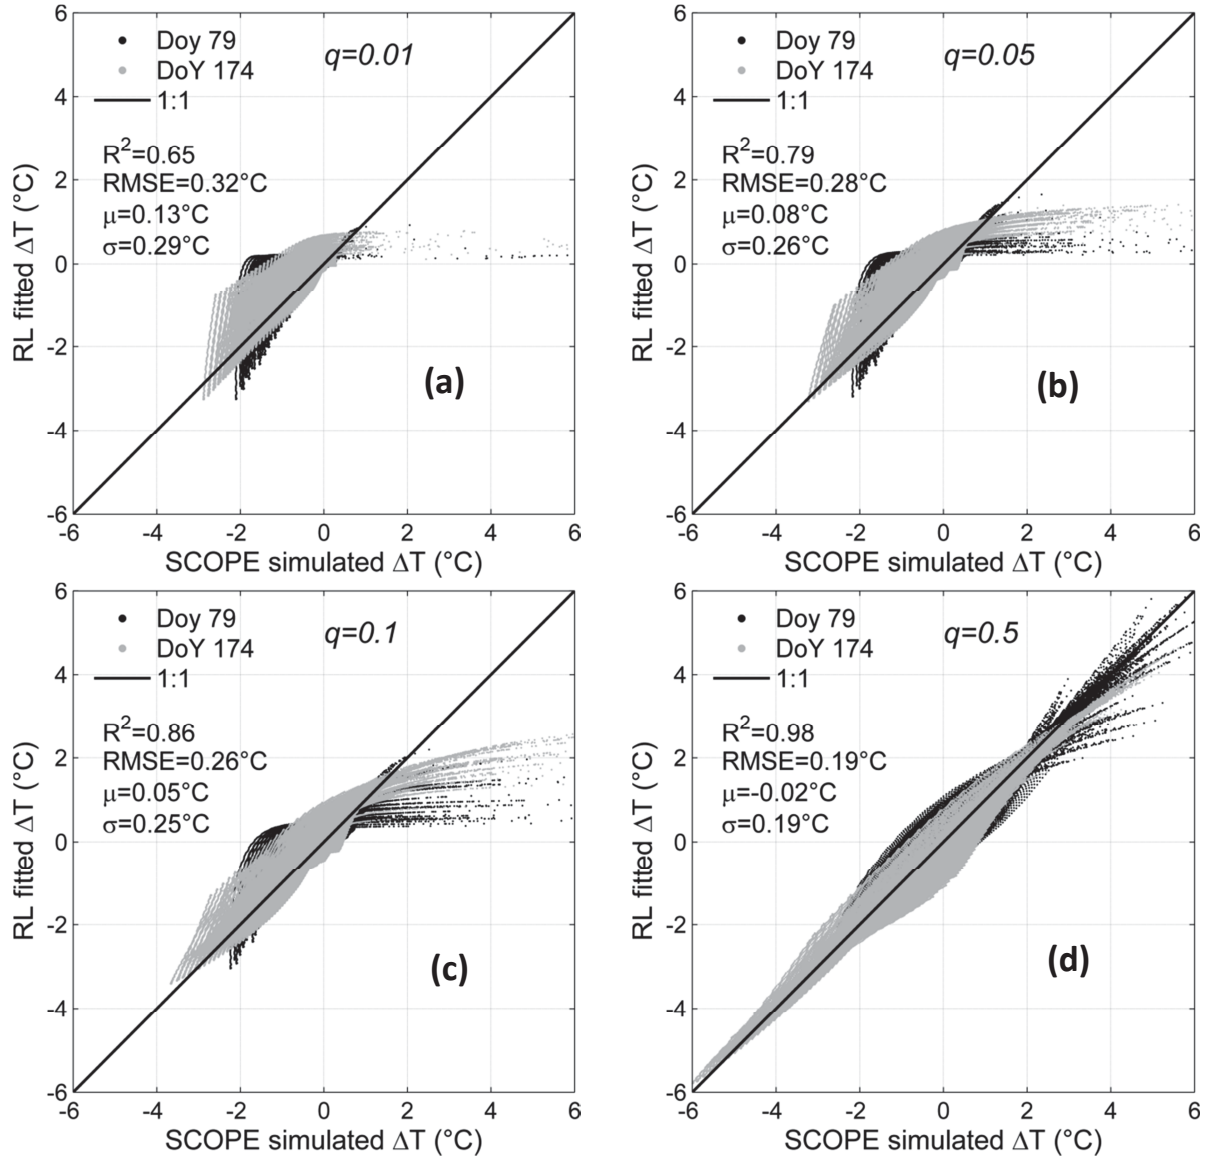 6
4
2
0
-2
-4
-6
RL fitted ΔT (°C)
Doy 79
DoY 174
1:1
q=0.01
R²=0.65
RMSE=0.32°C
μ=0.13°C
σ=0.29°C
(a)
-6 -4 -2 0 2 4 6
SCOPE simulated ΔT (°C)
6
4
2
0
-2
-4
-6
RL fitted ΔT (°C)
Doy 79
DoY 174
1:1
q=0.05
R²=0.79
RMSE=0.28°C
μ=0.08°C
σ=0.26°C
(b)
-6 -4 -2 0 2 4 6
SCOPE simulated ΔT (°C)
6
4
2
0
-2
-4
-6
RL fitted ΔT (°C)
Doy 79
DoY 174
1:1
q=0.1
R²=0.86
RMSE=0.26°C
μ=0.05°C
σ=0.25°C
(c)
-6 -4 -2 0 2 4 6
SCOPE simulated ΔT (°C)
6
4
2
0
-2
-4
-6
RL fitted ΔT (°C)
Doy 79
DoY 174
1:1
q=0.5
R²=0.98
RMSE=0.19°C
μ=-0.02°C
σ=0.19°C
(d)
-6 -4 -2 0 2 4 6
SCOPE simulated ΔT (°C)